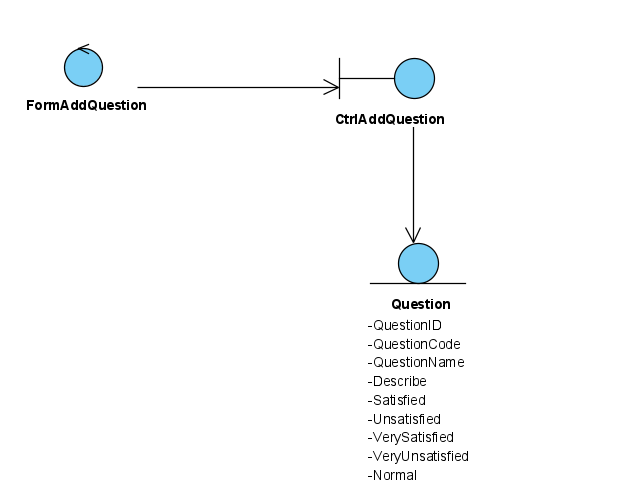 FormAddQuestion
CtrlAddQuestion
Question
-QuestionID
-QuestionCode
-QuestionName
-Describe
-Satisfied
-Unsatisfied
-VerySatisfied
-VeryUnsatisfied
-Normal